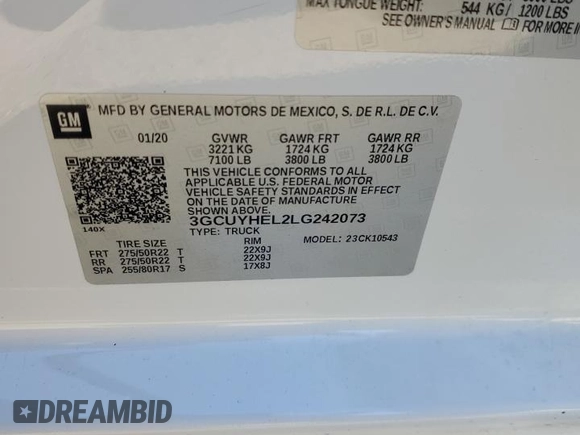 MAX TONGUE WEIGHT: 544 KG/ 1200 LBS
SEE OWNER'S MANUAL FOR MORE
GM
MFD BY GENERAL MOTORS DE MEXICO, S. DE R.L. DE C.V.
01/20 GVWR GAWR FRT GAWR RR
3221 KG 1724 KG 1724 KG
7100 LB 3800 LB 3800 LB
THIS VEHICLE CONFORMS TO ALL
APPLICABLE U.S. FEDERAL MOTOR
VEHICLE SAFETY STANDARDS IN EFFECT
ON THE DATE OF MANUFACTURE
SHOWN ABOVE.
140X
3GCUYHEL2LG242073
TYPE: TRUCK MODEL: 23CK10543
TIRE SIZE RIM
FRT 275/50R22 T 22X9J
RR 275/50R22 T 22X9J
SPA 255/80R17 S 17X8J
DREAMBID